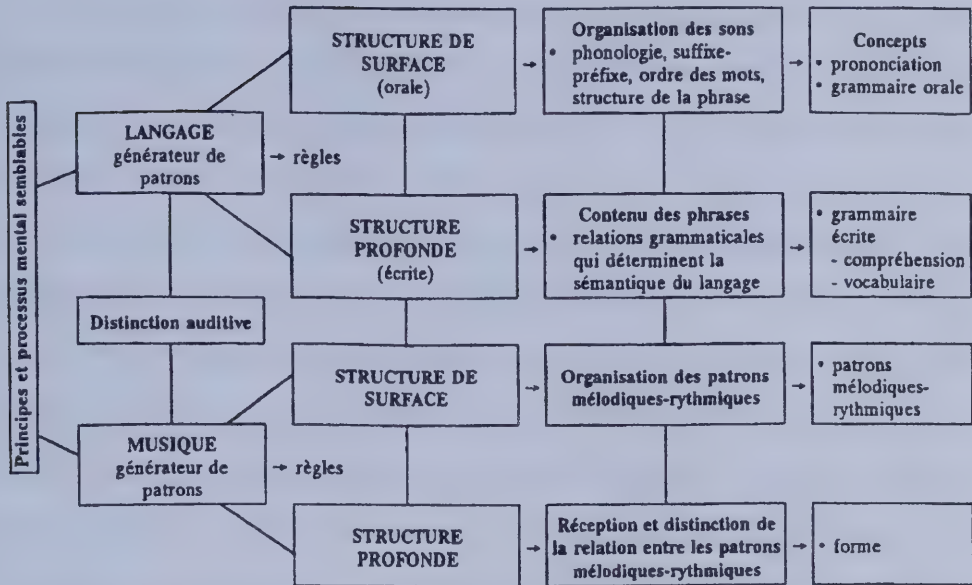 Principes et processus mental semblables
LANGAGE
générateur de
patrons
→ règles
STRUCTURE DE
SURFACE
(orale)
→
Organisation des sons
• phonologie, suffixe-
préfixe, ordre des mots,
structure de la phrase
→
Concepts
• prononciation
• grammaire orale
STRUCTURE
PROFONDE
(écrite)
→
Contenu des phrases
• relations grammaticales
qui déterminent la
sémantique du langage
→
• grammaire
écrite
- compréhension
- vocabulaire
Distinction auditive
MUSIQUE
générateur de
patrons
→ règles
STRUCTURE DE
SURFACE
→
Organisation des patrons
mélodiques-rythmiques
→
• patrons
mélodiques-
rythmiques
STRUCTURE
PROFONDE
→
Réception et distinction de
la relation entre les patrons
mélodiques-rythmiques
→
• forme